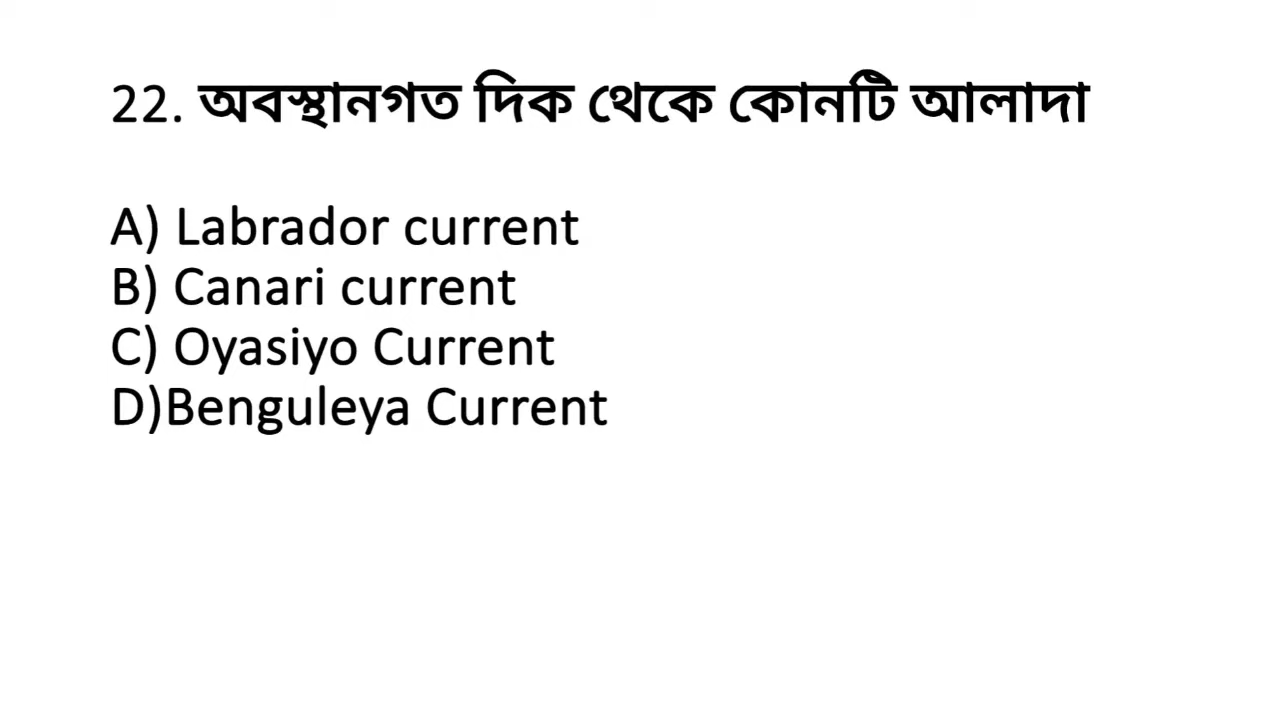 22. অবস্থানগত দিক থেকে কোনটি আলাদা
A) Labrador current
B) Canari current
C) Oyasiyo Current
D)Benguleya Current